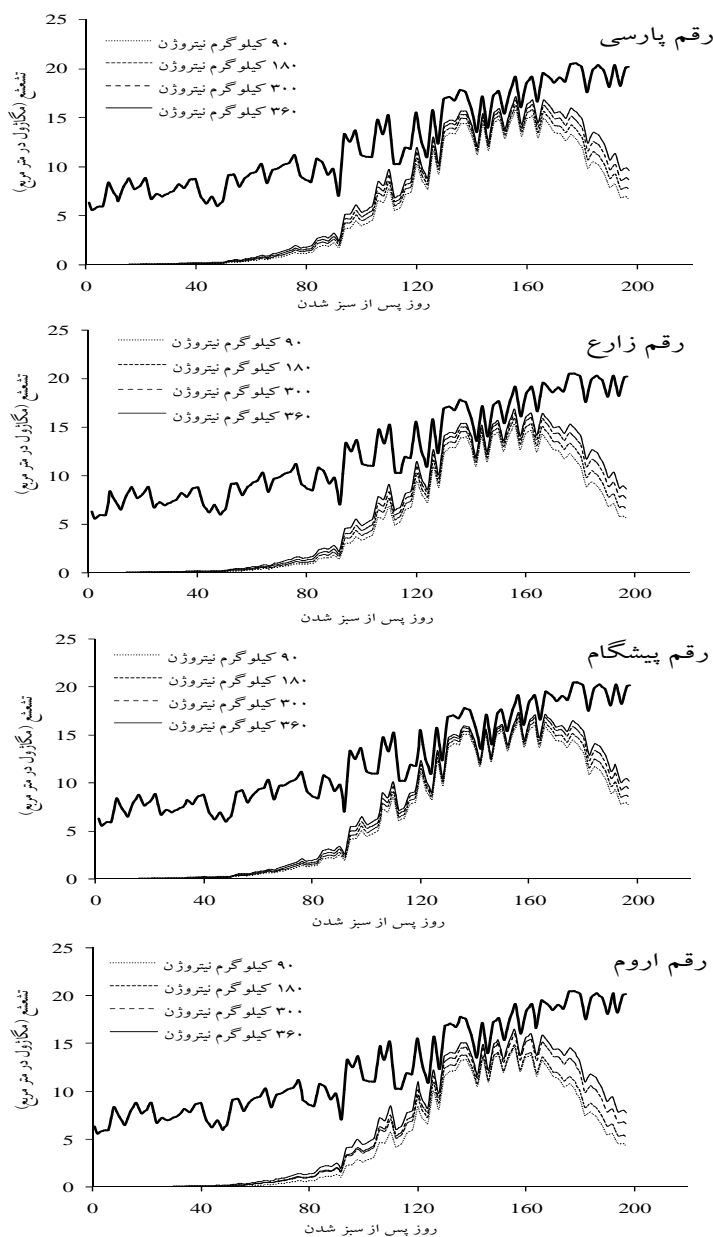 رقم پارسی
۹۰ کیلوگرم نیتروژن
۱۸۰ کیلوگرم نیتروژن
۳۰۰ کیلوگرم نیتروژن
۳۶۰ کیلوگرم نیتروژن
تشعشع (مگاژول در متر مربع)
25
20
15
10
5
0
0 40 80 120 160 200
روز پس از سبز شدن
رقم زارع
۹۰ کیلوگرم نیتروژن
۱۸۰ کیلوگرم نیتروژن
۳۰۰ کیلوگرم نیتروژن
۳۶۰ کیلوگرم نیتروژن
تشعشع (مگاژول در متر مربع)
25
20
15
10
5
0
0 40 80 120 160 200
روز پس از سبز شدن
رقم پیشگام
۹۰ کیلوگرم نیتروژن
۱۸۰ کیلوگرم نیتروژن
۳۰۰ کیلوگرم نیتروژن
۳۶۰ کیلوگرم نیتروژن
تشعشع (مگاژول در متر مربع)
25
20
15
10
5
0
0 40 80 120 160 200
روز پس از سبز شدن
رقم اروم
۹۰ کیلوگرم نیتروژن
۱۸۰ کیلوگرم نیتروژن
۳۰۰ کیلوگرم نیتروژن
۳۶۰ کیلوگرم نیتروژن
تشعشع (مگاژول در متر مربع)
25
20
15
10
5
0
0 40 80 120 160 200
روز پس از سبز شدن